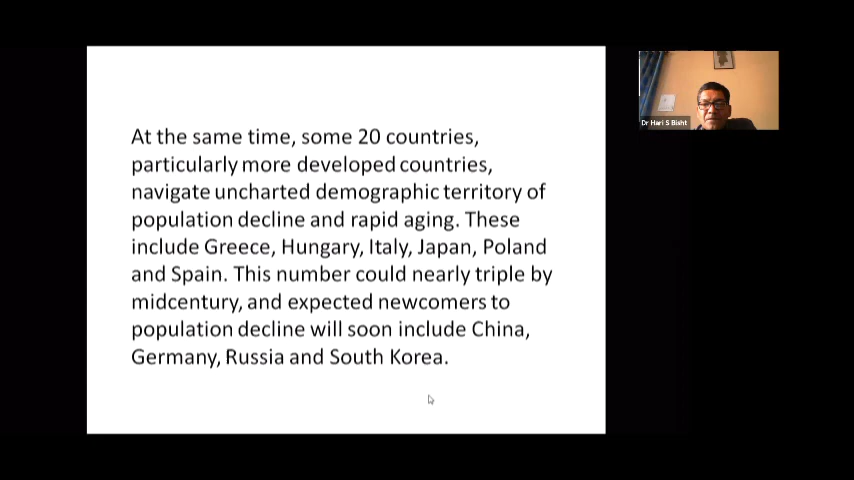 At the same time, some 20 countries,
particularly more developed countries,
navigate uncharted demographic territory of
population decline and rapid aging. These
include Greece, Hungary, Italy, Japan, Poland
and Spain. This number could nearly triple by
midcentury, and expected newcomers to
population decline will soon include China,
Germany, Russia and South Korea.
Dr Hari S Bisht